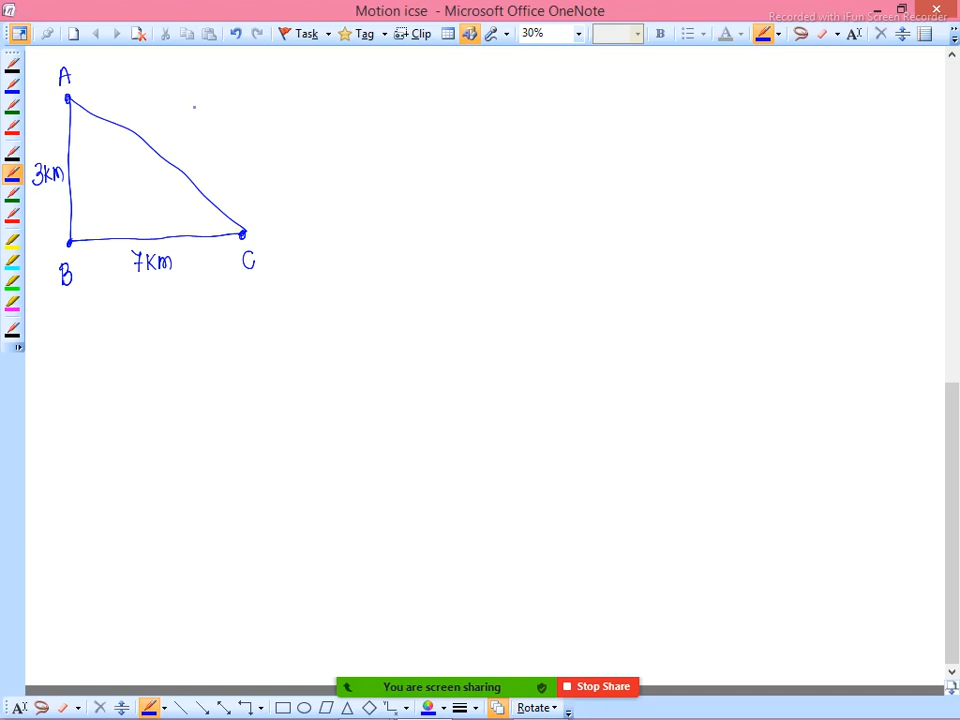 Motion icse - Microsoft Office OneNote
Recorded with iFun Screen Recorder
Task
Tag
Clip
30%
B
A
A
3km
B
7km
C
You are screen sharing
Stop Share
A
Rotate